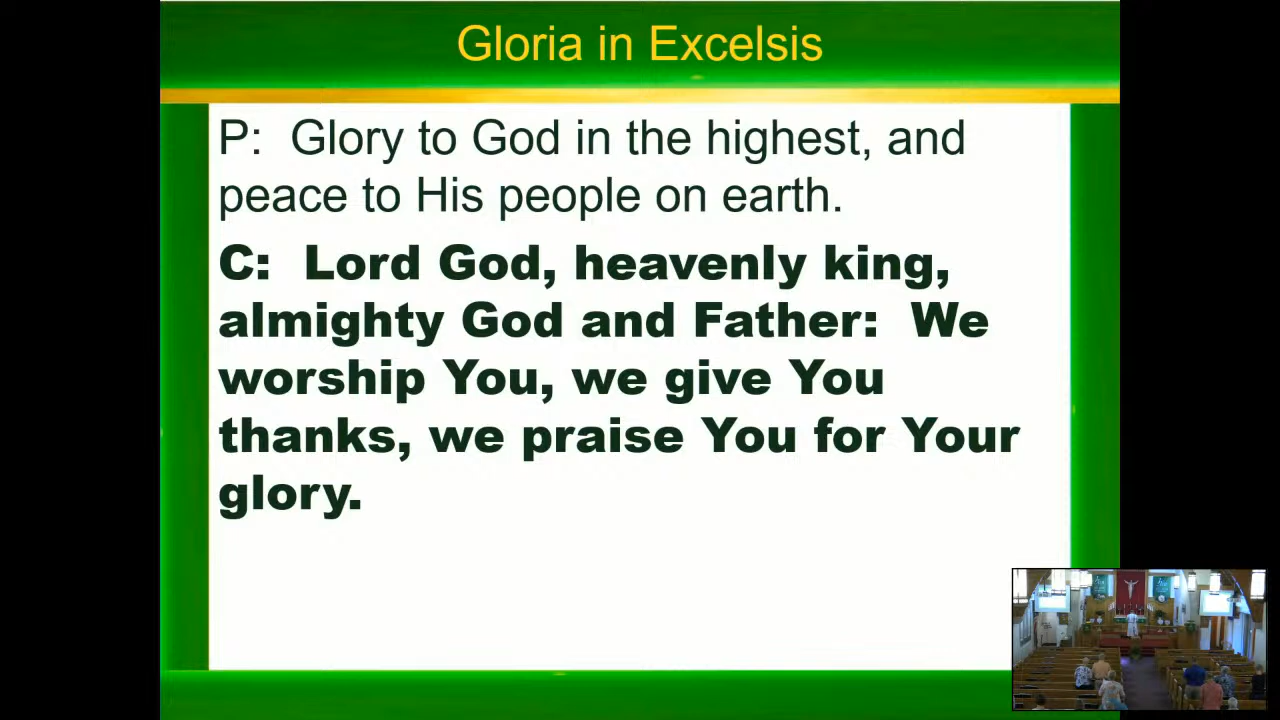 Gloria in Excelsis
P:  Glory to God in the highest, and
peace to His people on earth.
C:  Lord God, heavenly king,
almighty God and Father:  We
worship You, we give You
thanks, we praise You for Your
glory.